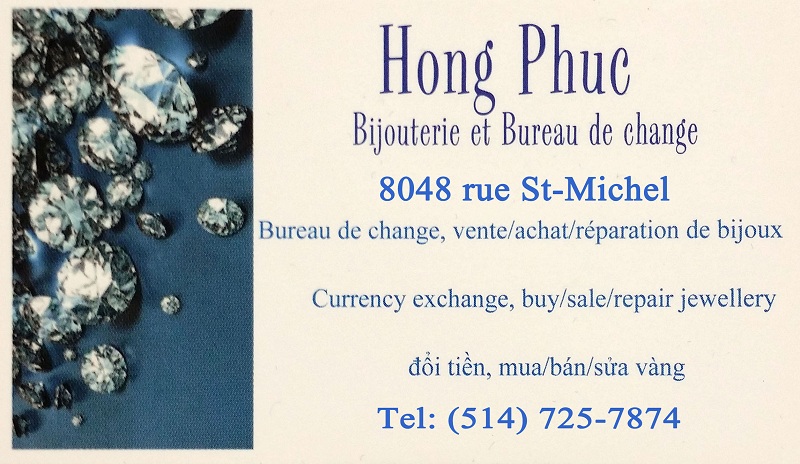 Hong Phuc
Bijouterie et Bureau de change
8048 rue St-Michel
Bureau de change, vente/achat/réparation de bijoux
Currency exchange, buy/sale/repair jewellery
đổi tiền, mua/bán/sửa vàng
Tel: (514) 725-7874